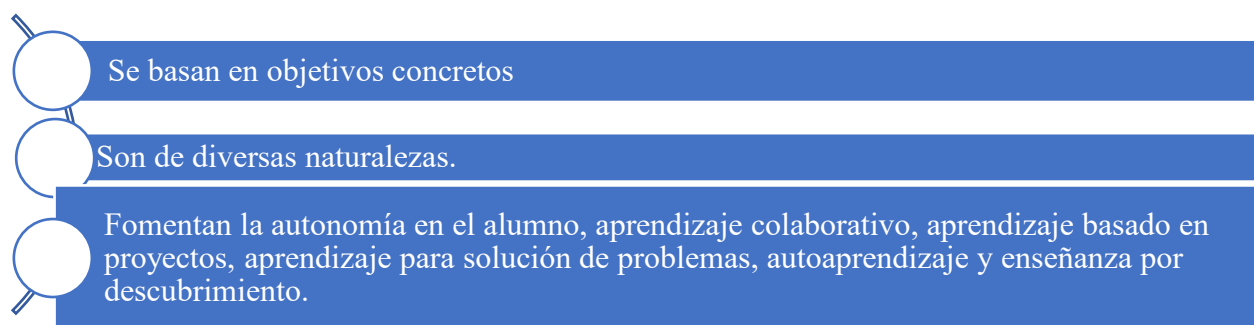 Se basan en objetivos concretos
Son de diversas naturalezas.
Fomentan la autonomía en el alumno, aprendizaje colaborativo, aprendizaje basado en
proyectos, aprendizaje para solución de problemas, autoaprendizaje y enseñanza por
descubrimiento.